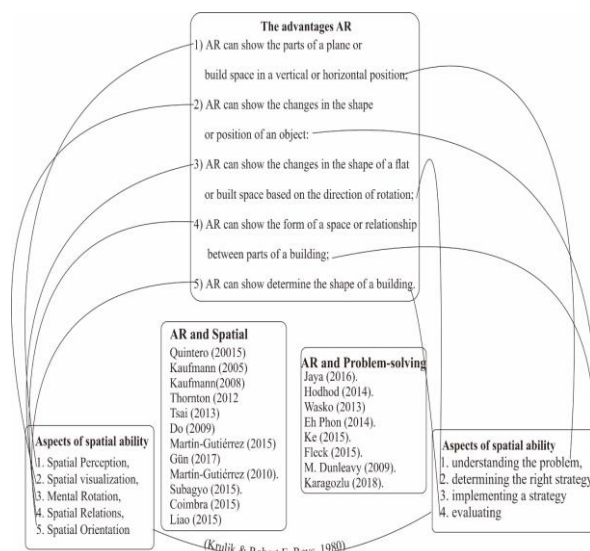 The advantages AR
1) AR can show the parts of a plane or
build space in a vertical or horizontal position;
2) AR can show the changes in the shape
or position of an object:
3) AR can show the changes in the shape of a flat
or built space based on the direction of rotation;
4) AR can show the form of a space or relationship
between parts of a building;
5) AR can show determine the shape of a building.
AR and Spatial
Quintero (20015)
Kaufmann (2005)
Kaufmann(2008)
Thornton (2012
Tsai (2013)
Do (2009)
Martín-Gutiérrez (2015)
Gün (2017)
Martín-Gutiérrez (2010).
Subagyo (2015).
Coimbra (2015)
Liao (2015)
AR and Problem-solving
Jaya (2016).
Hodhod (2014).
Wasko (2013)
Eh Phon (2014).
Ke (2015).
Fleck (2015).
M. Dunleavy (2009).
Karagozlu (2018).
Aspects of spatial ability
1. Spatial Perception,
2. Spatial visualization,
3. Mental Rotation,
4. Spatial Relations,
5. Spatial Orientation
Aspects of spatial ability
1. understanding the problem,
2. determining the right strategy
3. implementing a strategy
4. evaluating
(Krulik & Robert E. Reys, 1980)